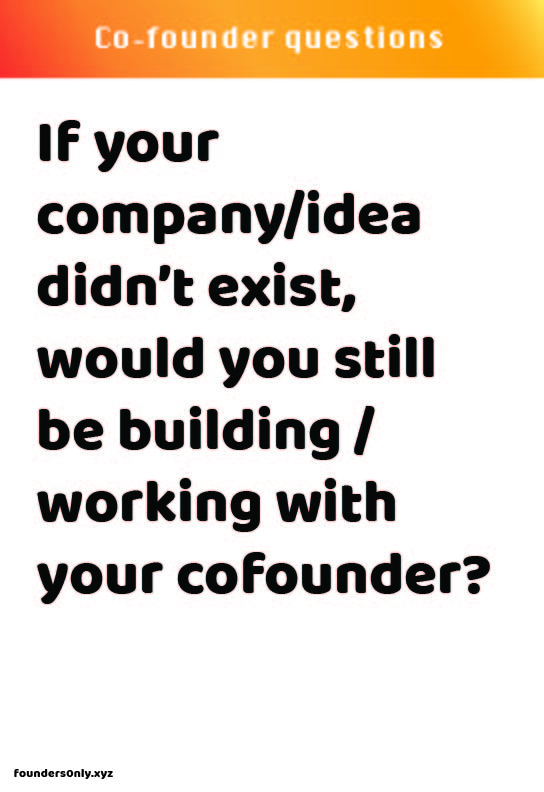 Co-founder questions
If your
company/idea
didn’t exist,
would you still
be building /
working with
your cofounder?
founders0nly.xyz